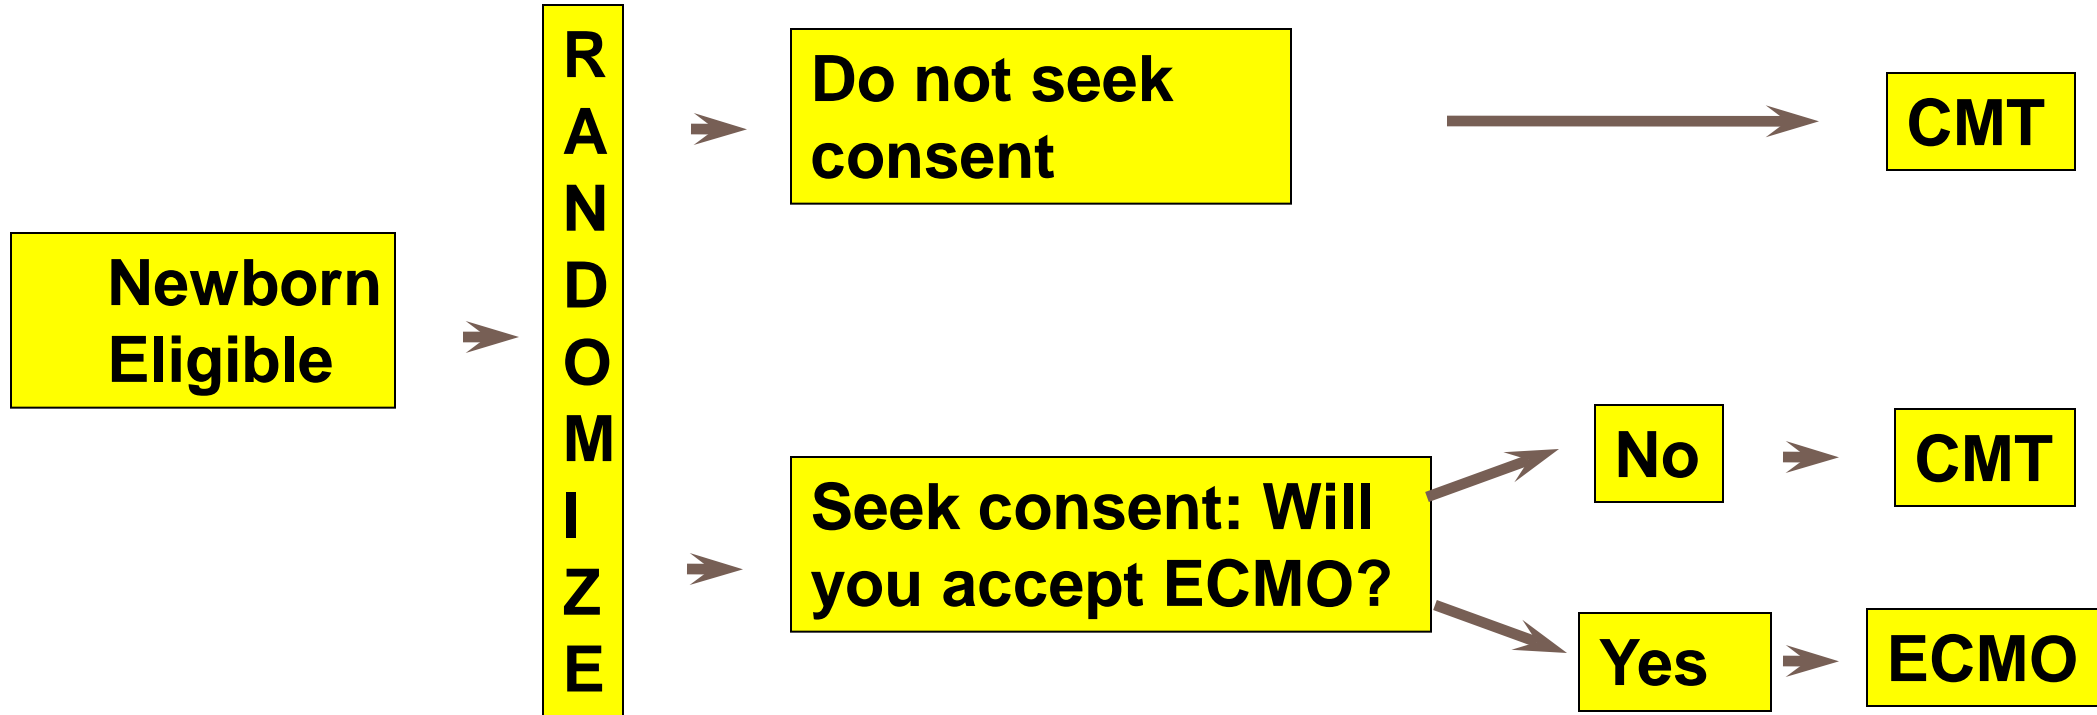 Newborn
Eligible
R
A
N
D
O
M
I
Z
E
Do not seek
consent
CMT
Seek consent: Will
you accept ECMO?
No
CMT
Yes
ECMO